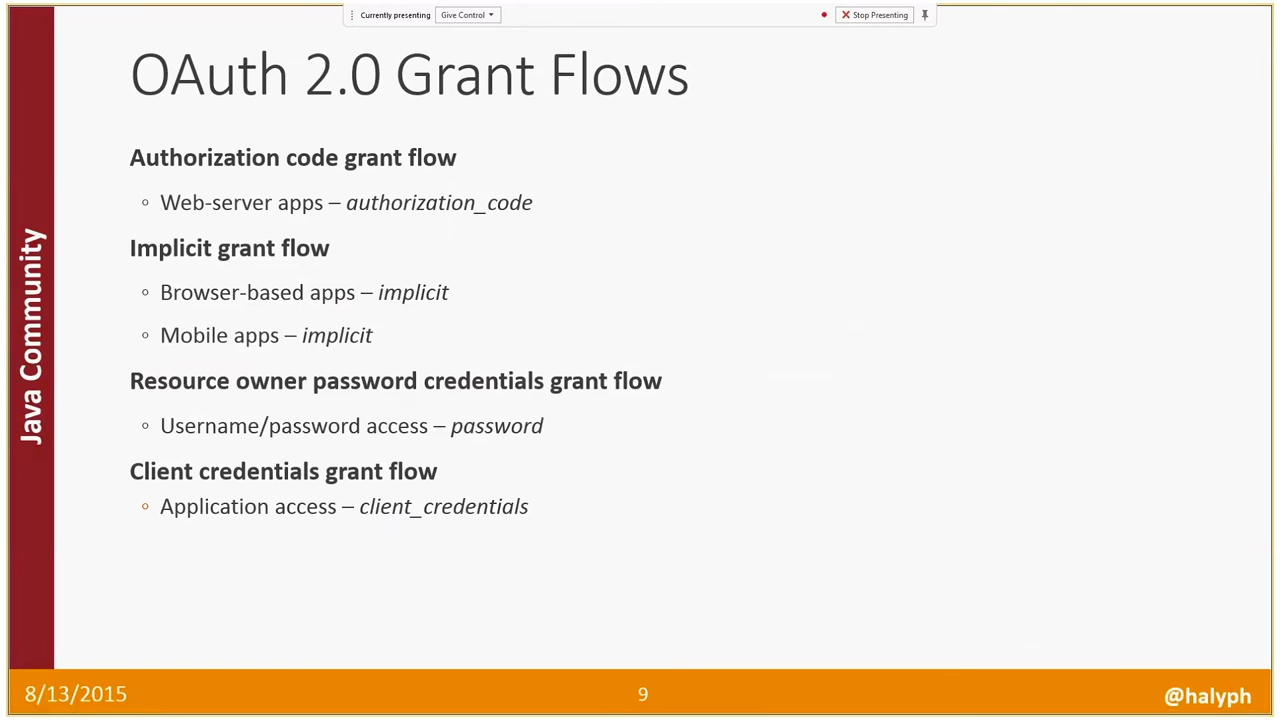 Currently presenting Give Control Stop Presenting
OAuth 2.0 Grant Flows
Authorization code grant flow
◦ Web-server apps – authorization_code
Implicit grant flow
◦ Browser-based apps – implicit
◦ Mobile apps – implicit
Resource owner password credentials grant flow
◦ Username/password access – password
Client credentials grant flow
◦ Application access – client_credentials
Java Community
8/13/2015 9 @halyph